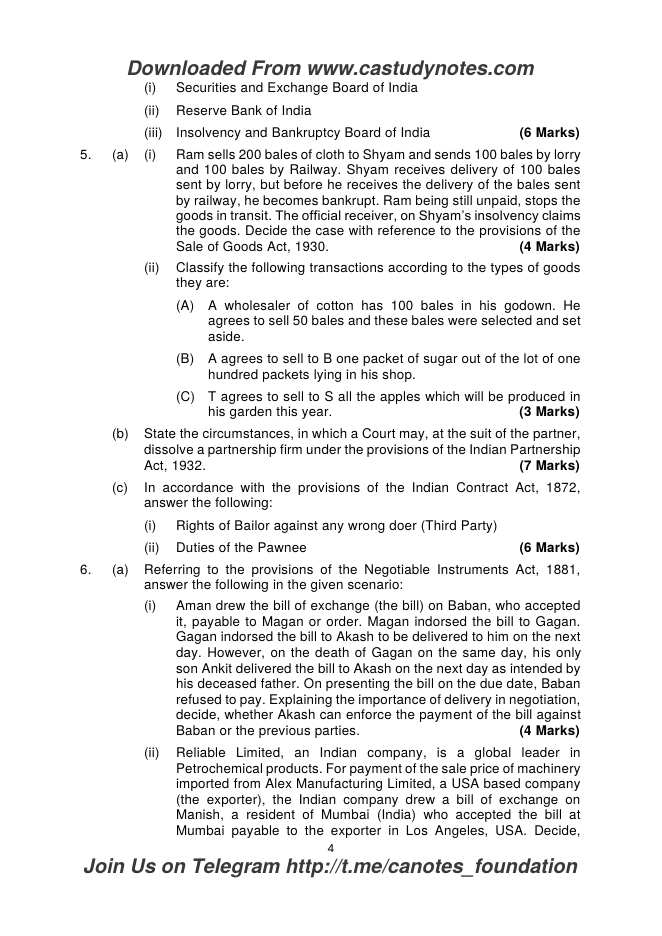 Downloaded From www.castudynotes.com
(i) Securities and Exchange Board of India
(ii) Reserve Bank of India
(iii) Insolvency and Bankruptcy Board of India (6 Marks)
5. (a) (i) Ram sells 200 bales of cloth to Shyam and sends 100 bales by lorry
and 100 bales by Railway. Shyam receives delivery of 100 bales
sent by lorry, but before he receives the delivery of the bales sent
by railway, he becomes bankrupt. Ram being still unpaid, stops the
goods in transit. The official receiver, on Shyam's insolvency claims
the goods. Decide the case with reference to the provisions of the
Sale of Goods Act, 1930. (4 Marks)
(ii) Classify the following transactions according to the types of goods
they are:
(A) A wholesaler of cotton has 100 bales in his godown. He
agrees to sell 50 bales and these bales were selected and set
aside.
(B) A agrees to sell to B one packet of sugar out of the lot of one
hundred packets lying in his shop.
(C) T agrees to sell to S all the apples which will be produced in
his garden this year. (3 Marks)
(b) State the circumstances, in which a Court may, at the suit of the partner,
dissolve a partnership firm under the provisions of the Indian Partnership
Act, 1932. (7 Marks)
(c) In accordance with the provisions of the Indian Contract Act, 1872,
answer the following:
(i) Rights of Bailor against any wrong doer (Third Party)
(ii) Duties of the Pawnee (6 Marks)
6. (a) Referring to the provisions of the Negotiable Instruments Act, 1881,
answer the following in the given scenario:
(i) Aman drew the bill of exchange (the bill) on Baban, who accepted
it, payable to Magan or order. Magan indorsed the bill to Gagan.
Gagan indorsed the bill to Akash to be delivered to him on the next
day. However, on the death of Gagan on the same day, his only
son Ankit delivered the bill to Akash on the next day as intended by
his deceased father. On presenting the bill on the due date, Baban
refused to pay. Explaining the importance of delivery in negotiation,
decide, whether Akash can enforce the payment of the bill against
Baban or the previous parties. (4 Marks)
(ii) Reliable Limited, an Indian company, is a global leader in
Petrochemical products. For payment of the sale price of machinery
imported from Alex Manufacturing Limited, a USA based company
(the exporter), the Indian company drew a bill of exchange on
Manish, a resident of Mumbai (India) who accepted the bill at
Mumbai payable to the exporter in Los Angeles, USA. Decide,
4
Join Us on Telegram http://t.me/canotes_foundation